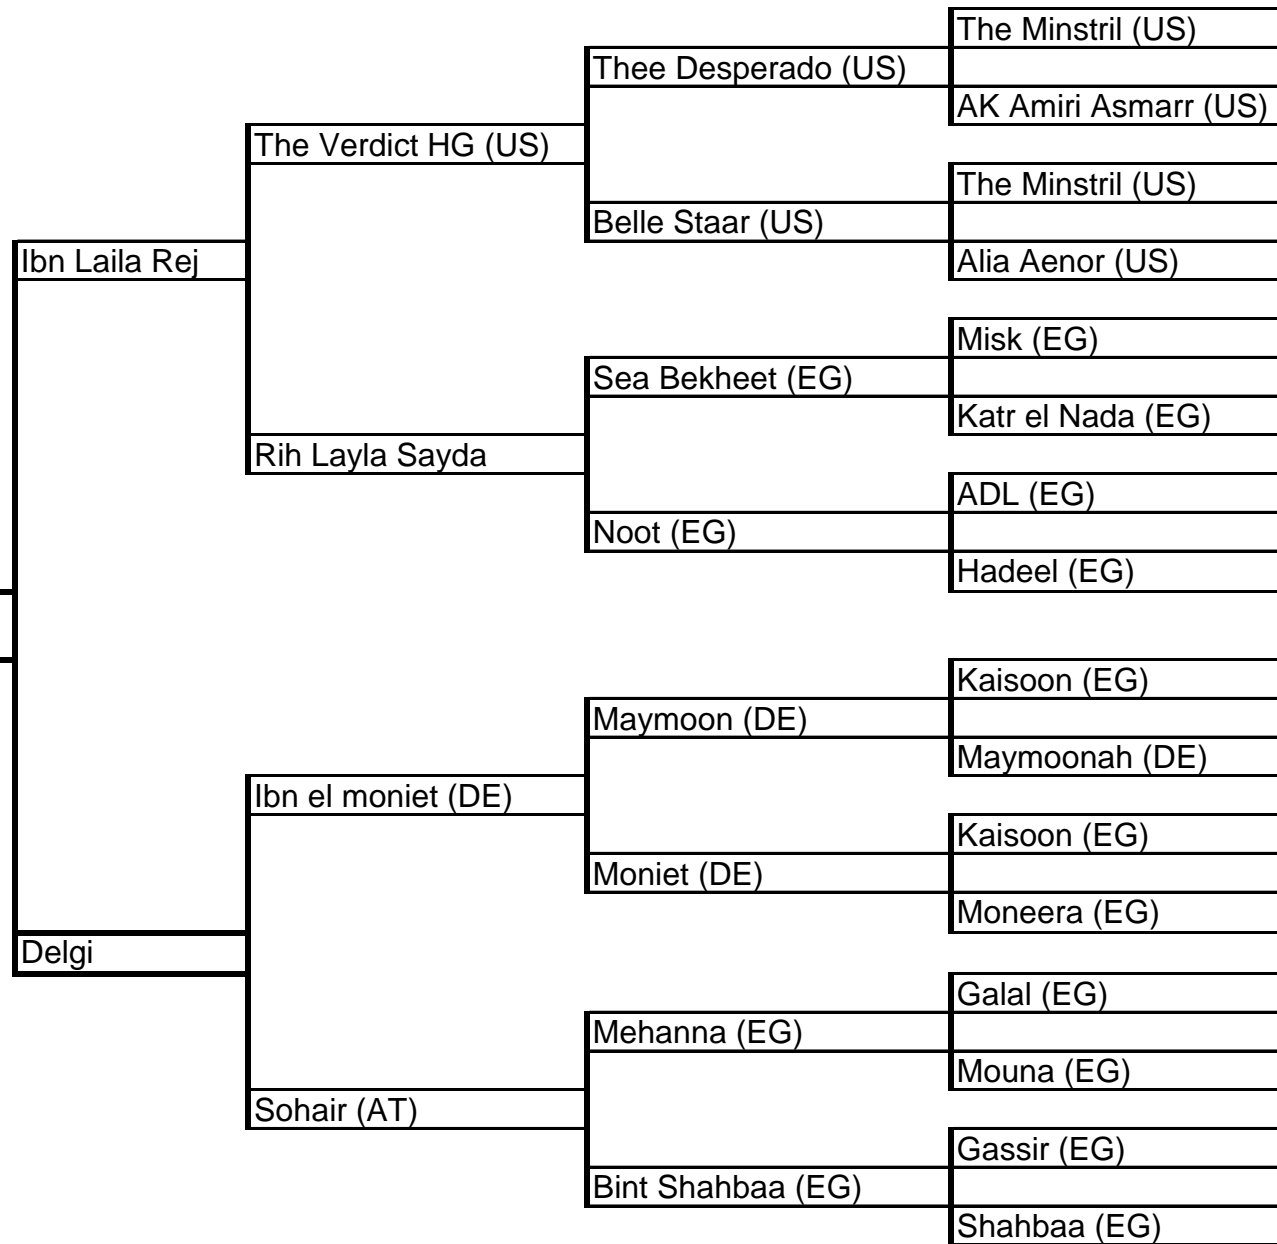 The Minstril (US)
Thee Desperado (US)
AK Amiri Asmarr (US)
The Verdict HG (US)
The Minstril (US)
Belle Staar (US)
Ibn Laila Rej
Alia Aenor (US)
Misk (EG)
Sea Bekheet (EG)
Katr el Nada (EG)
Rih Layla Sayda
ADL (EG)
Noot (EG)
Hadeel (EG)
Kaisoon (EG)
Maymoon (DE)
Maymoonah (DE)
Ibn el moniet (DE)
Kaisoon (EG)
Moniet (DE)
Moneera (EG)
Delgi
Galal (EG)
Mehanna (EG)
Mouna (EG)
Sohair (AT)
Gassir (EG)
Bint Shahbaa (EG)
Shahbaa (EG)